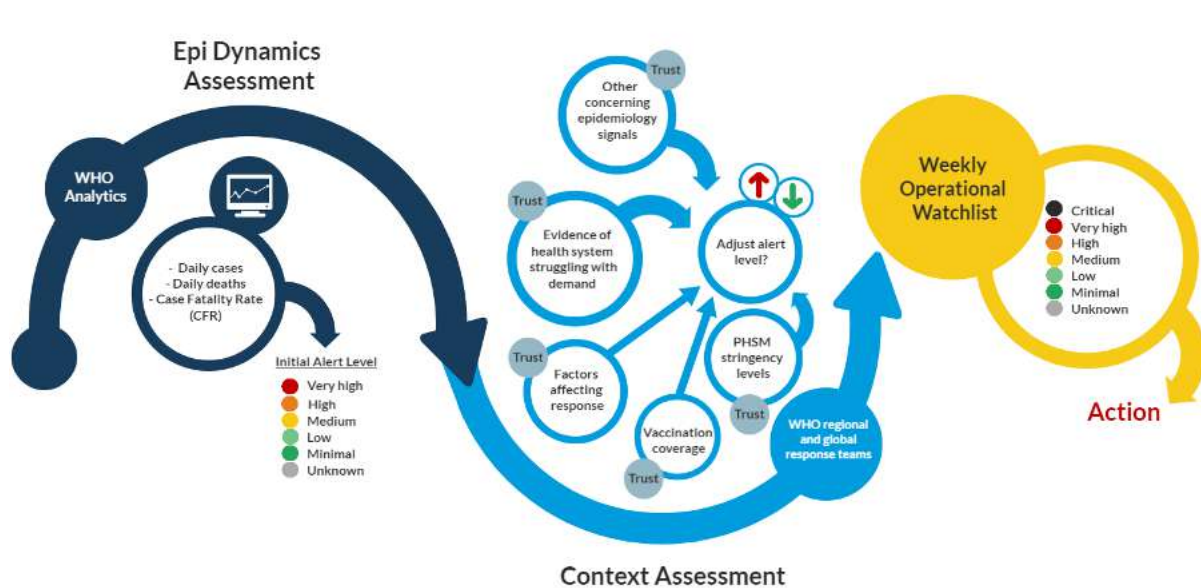 Epi Dynamics
Assessment
WHO
Analytics
- Daily cases
- Daily deaths
- Case Fatality Rate
(CFR)
Initial Alert Level
Very high
High
Medium
Low
Minimal
Unknown
Trust
Other
concerning
epidemiology
signals
Trust
Evidence of
health system
struggling with
demand
Adjust alert
level?
Trust
Factors
affecting
response
PHSM
stringency
levels
Trust
Vaccination
coverage
Trust
WHO regional
and global
response teams
Context Assessment
Weekly
Operational
Watchlist
Critical
Very high
High
Medium
Low
Minimal
Unknown
Action